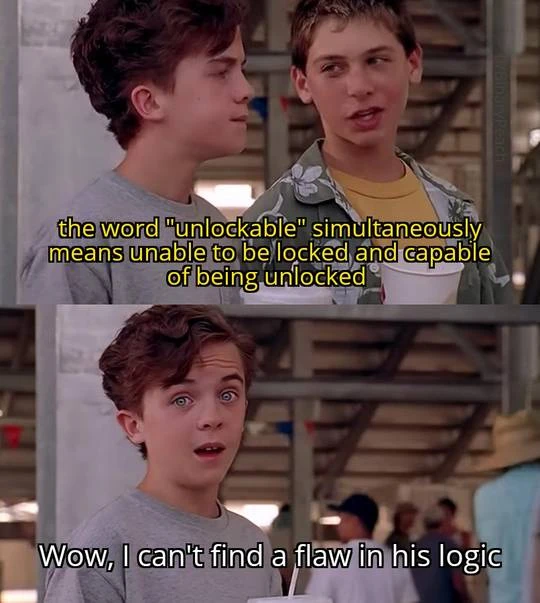 the word "unlockable" simultaneously
means unable to be locked and capable
of being unlocked
Wow, I can't find a flaw in his logic